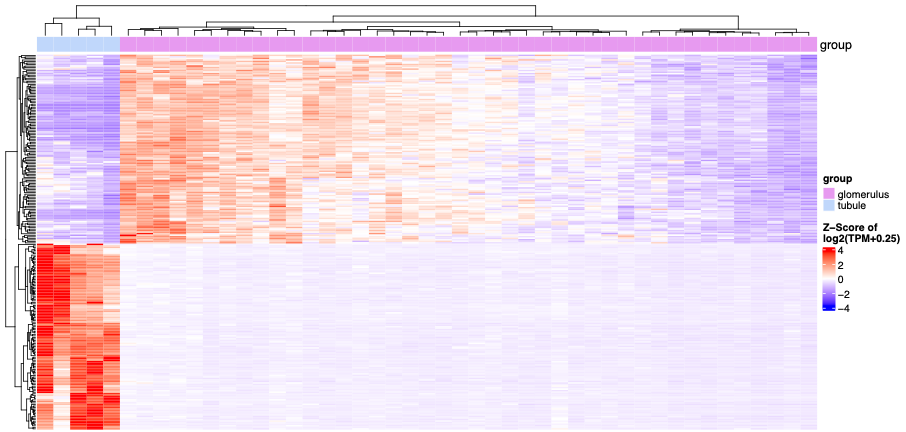 group
group
glomerulus
tubule
Z−Score of
log2(TPM+0.25)
4
2
0
−2
−4